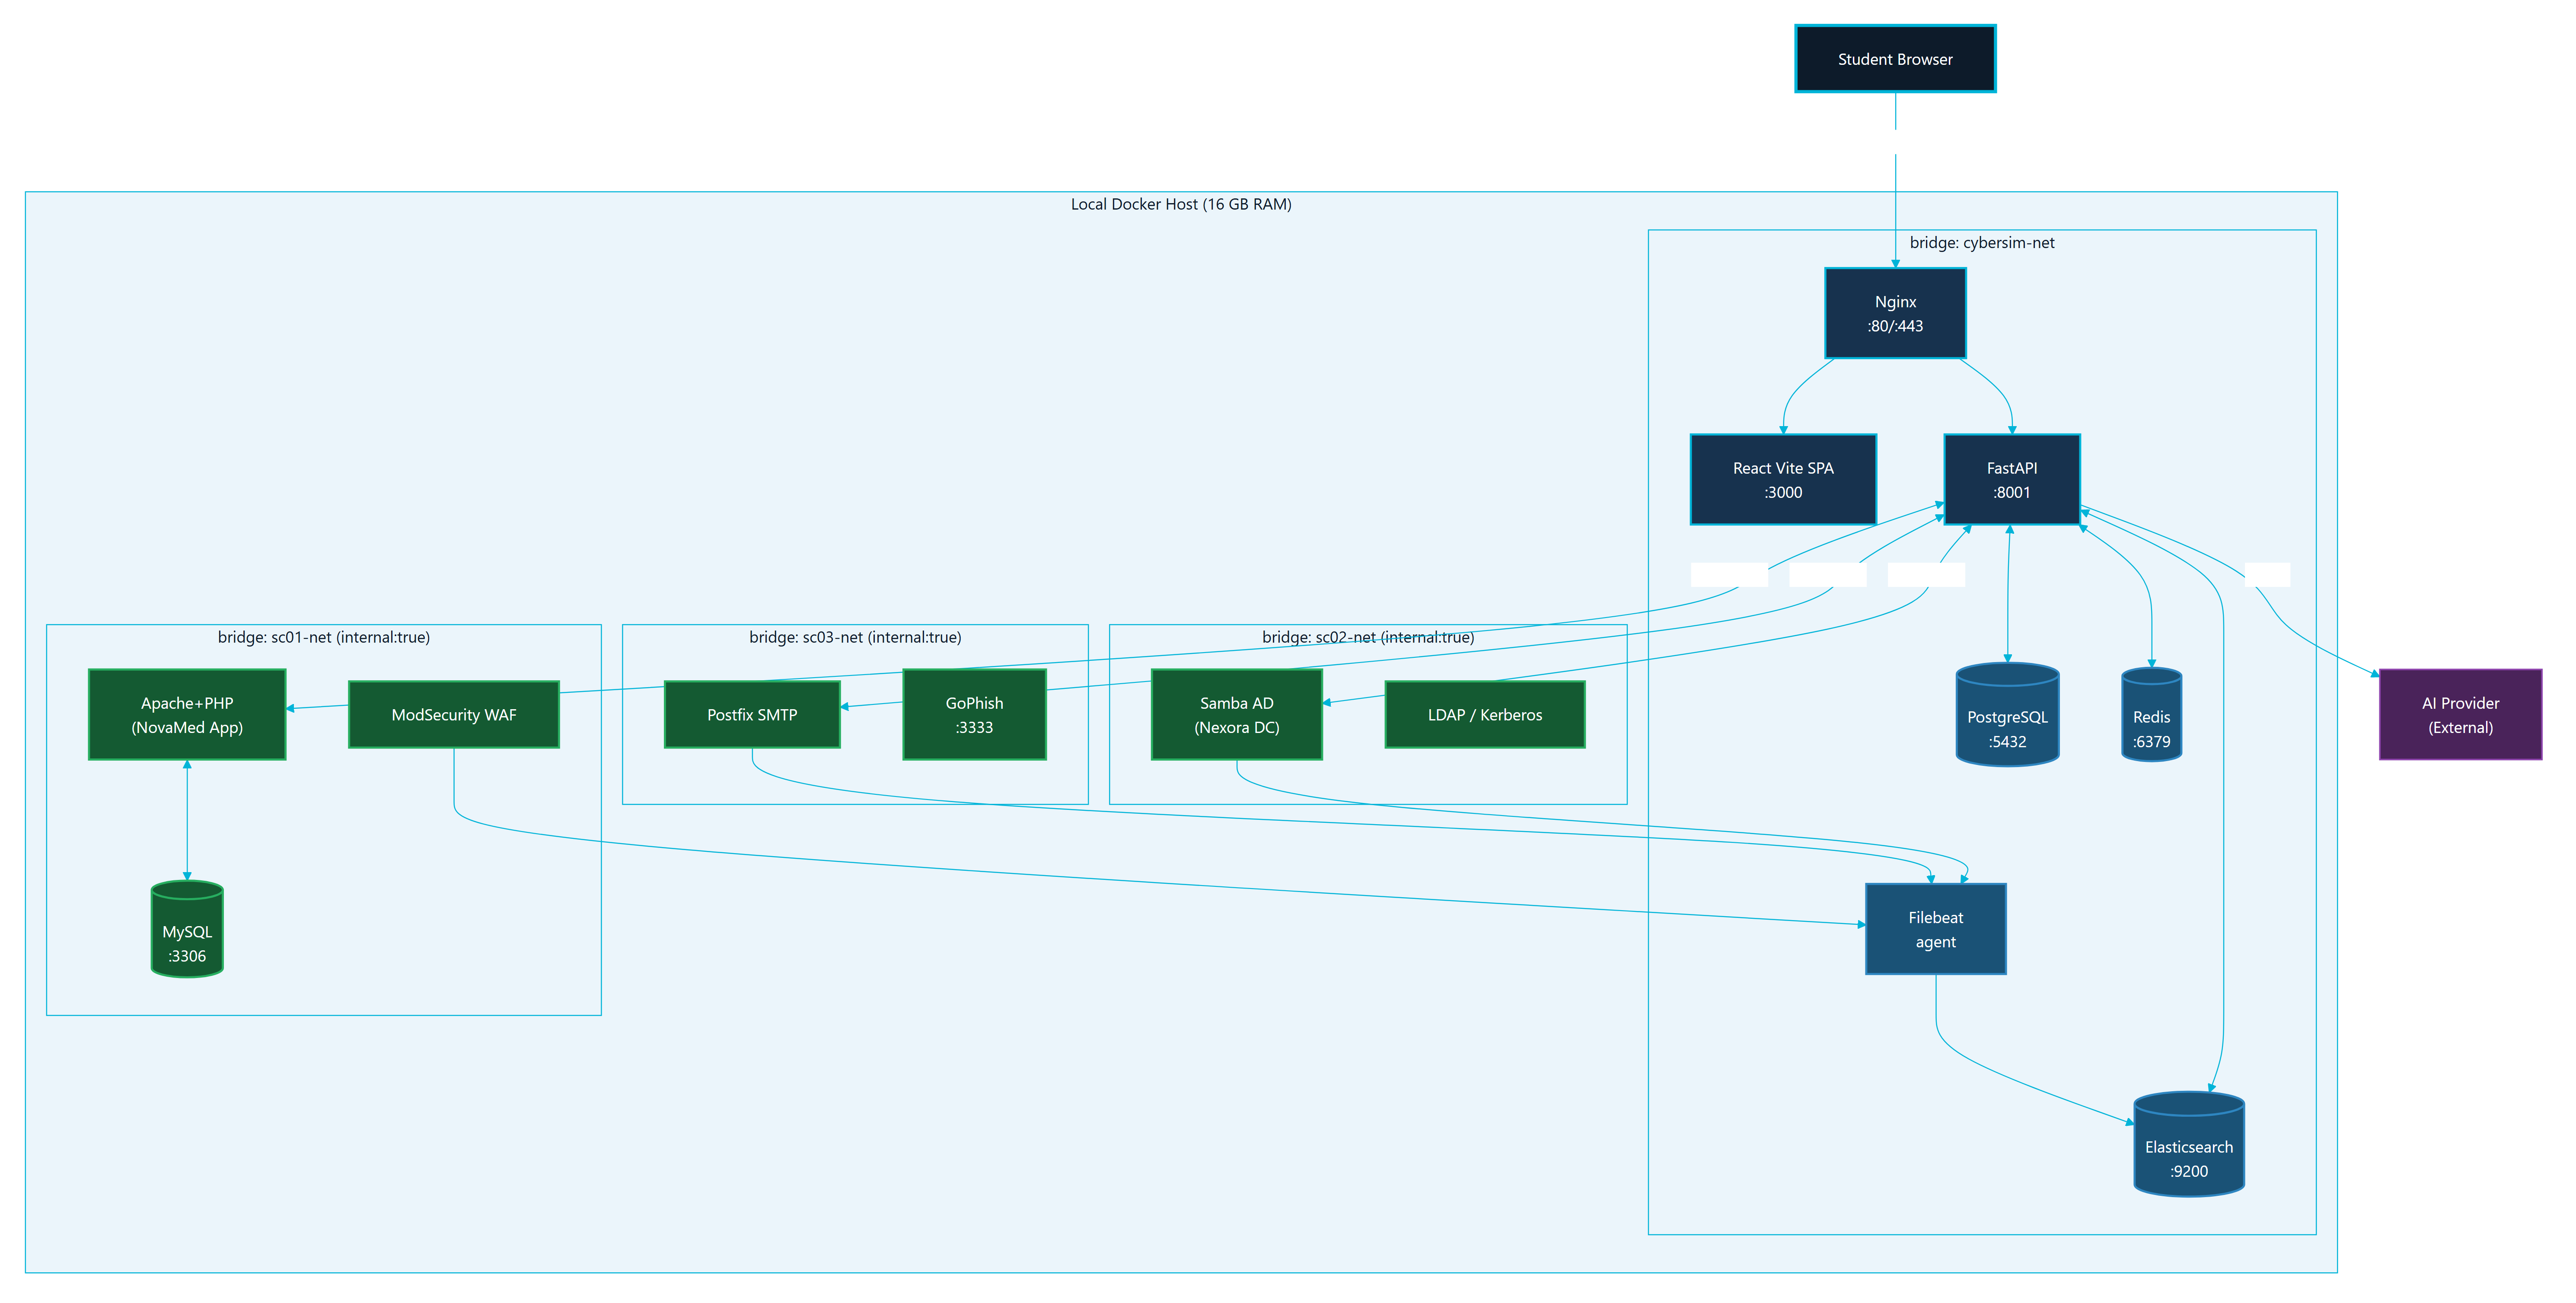 Student Browser
Local Docker Host (16 GB RAM)
bridge: cybersim-net
Nginx
:80/:443
React Vite SPA
:3000
FastAPI
:8001
bridge: sc01-net (internal:true)
Apache+PHP
(NovaMed App)
ModSecurity WAF
MySQL
:3306
bridge: sc03-net (internal:true)
Postfix SMTP
GoPhish
:3333
bridge: sc02-net (internal:true)
Samba AD
(Nexora DC)
LDAP / Kerberos
PostgreSQL
:5432
Redis
:6379
AI Provider
(External)
Filebeat
agent
Elasticsearch
:9200